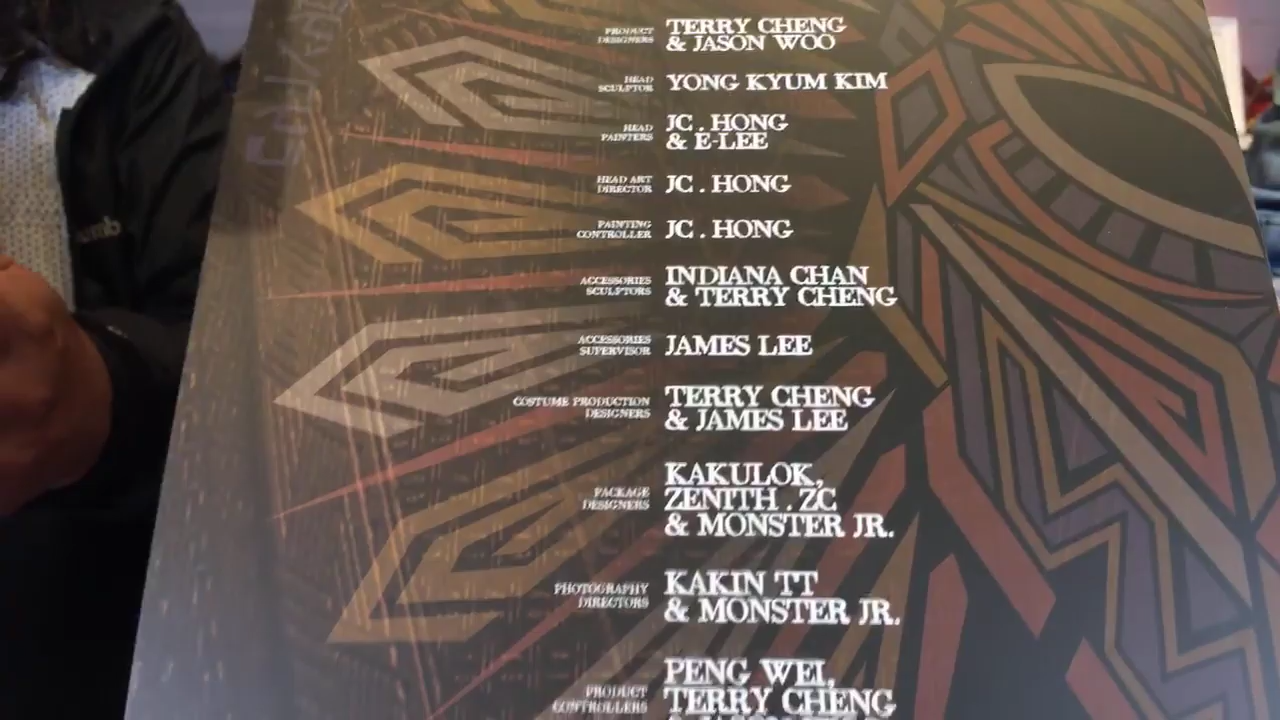 PRODUCT DESIGNERS TERRY CHENG
& JASON WOO
HEAD SCULPTOR YONG KYUM KIM
HEAD PAINTERS JC . HONG
& E-LEE
HEAD ART DIRECTOR JC . HONG
PAINTING CONTROLLER JC . HONG
ACCESSORIES SCULPTORS INDIANA CHAN
& TERRY CHENG
ACCESSORIES SUPERVISOR JAMES LEE
COSTUME PRODUCTION DESIGNERS TERRY CHENG
& JAMES LEE
PACKAGE DESIGNERS KAKULOK,
ZENITH . ZC
& MONSTER JR.
PHOTOGRAPHY DIRECTORS KAKIN TT
& MONSTER JR.
PRODUCT CONTROLLERS PENG WEI,
TERRY CHENG